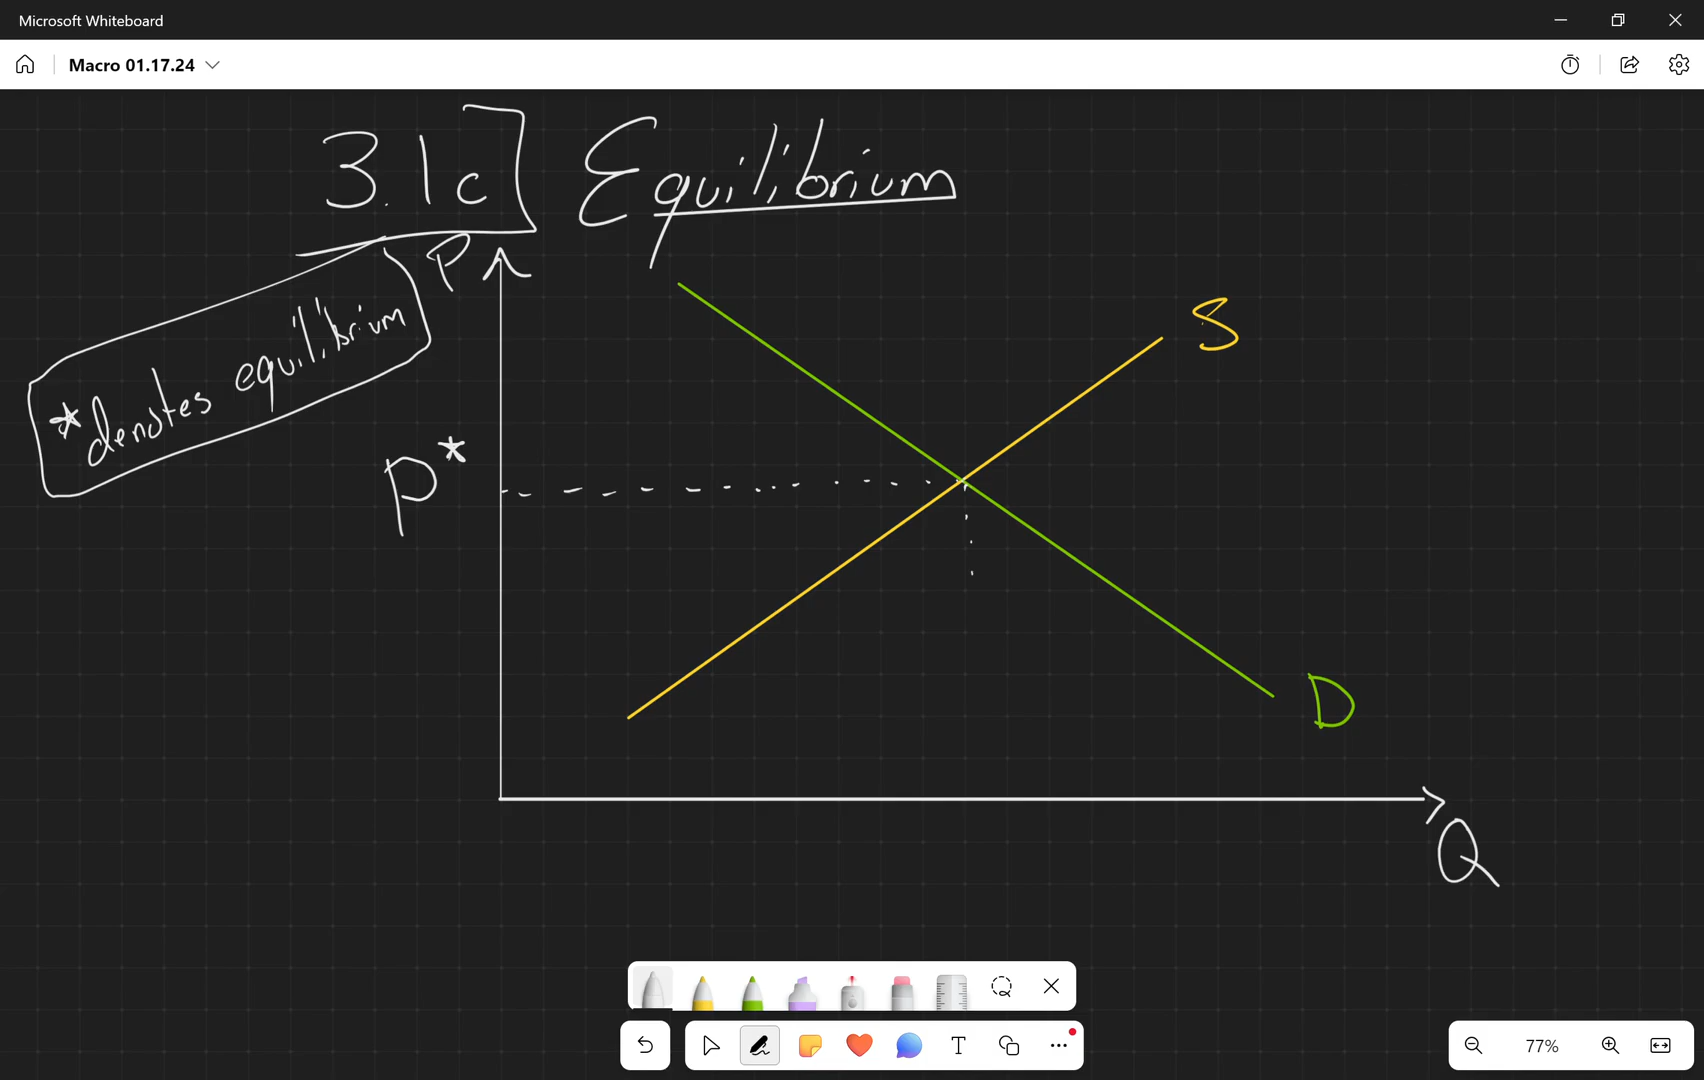 Microsoft Whiteboard
Macro 01.17.24
3.1c] Equilibrium
P
*denotes equilibrium
P*
S
D
Q
T
77%